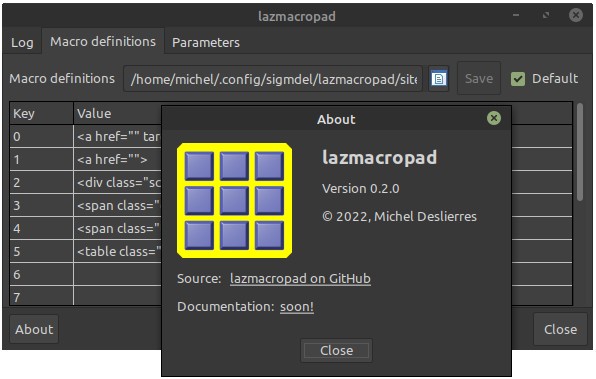 lazmacropad
Log Macro definitions Parameters
Macro definitions /home/michel/.config/sigmdel/lazmacropad/site Save Default
Key Value
0 <a href="" tar
1 <a href="">
2 <div class="sc
3 <span class="
4 <span class="
5 <table class="
6
7
About
lazmacropad
Version 0.2.0
© 2022, Michel Deslierres
Source: lazmacropad on GitHub
Documentation: soon!
Close
About Close